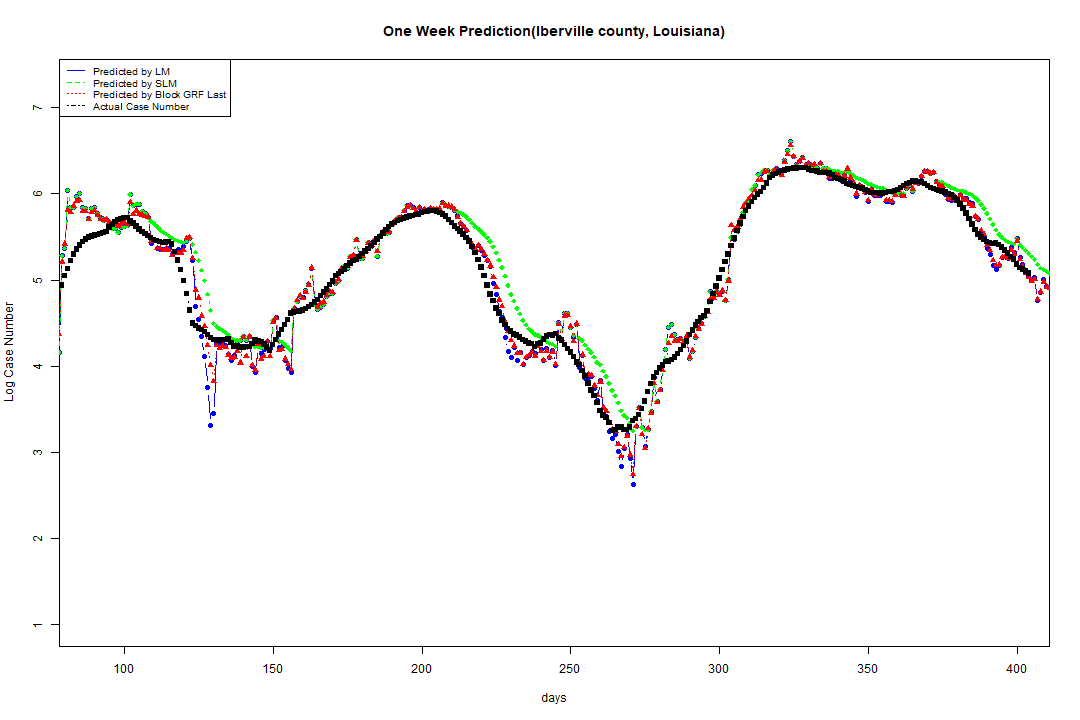 One Week Prediction(Iberville county, Louisiana)
Predicted by LM
Predicted by SLM
Predicted by Block GRF Last
Actual Case Number
7
6
5
4
3
2
1
Log Case Number
100 150 200 250 300 350 400
days